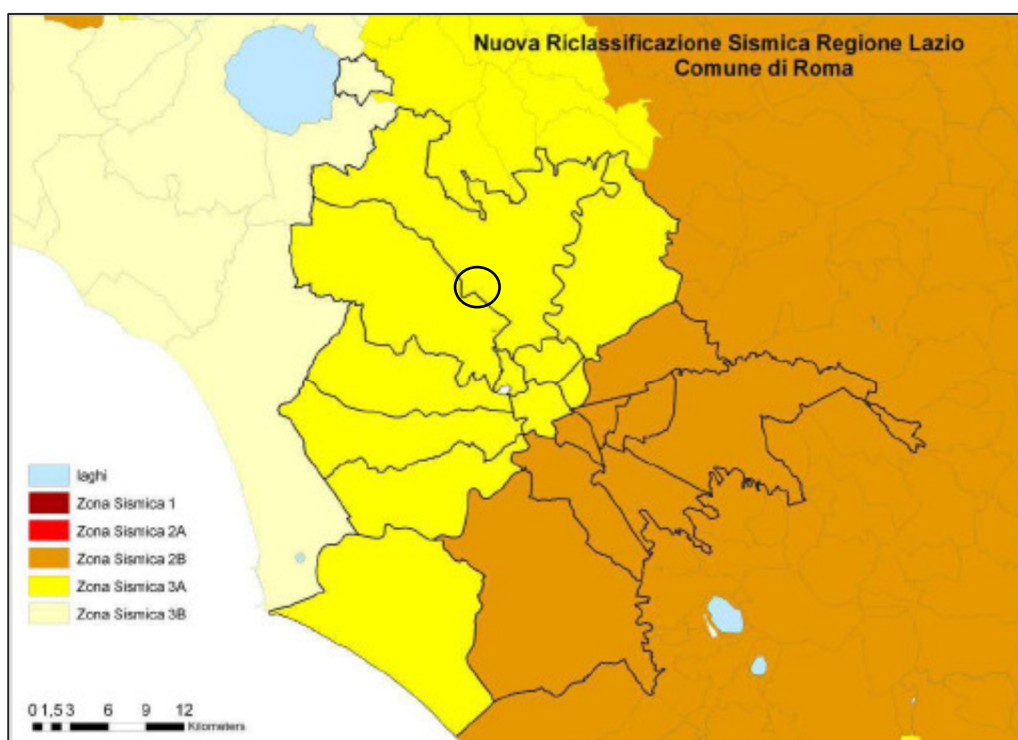 Nuova Riclassificazione Sismica Regione Lazio
Comune di Roma
laghi
Zona Sismica 1
Zona Sismica 2A
Zona Sismica 2B
Zona Sismica 3A
Zona Sismica 3B
0 1,5 3 6 9 12
Kilometers